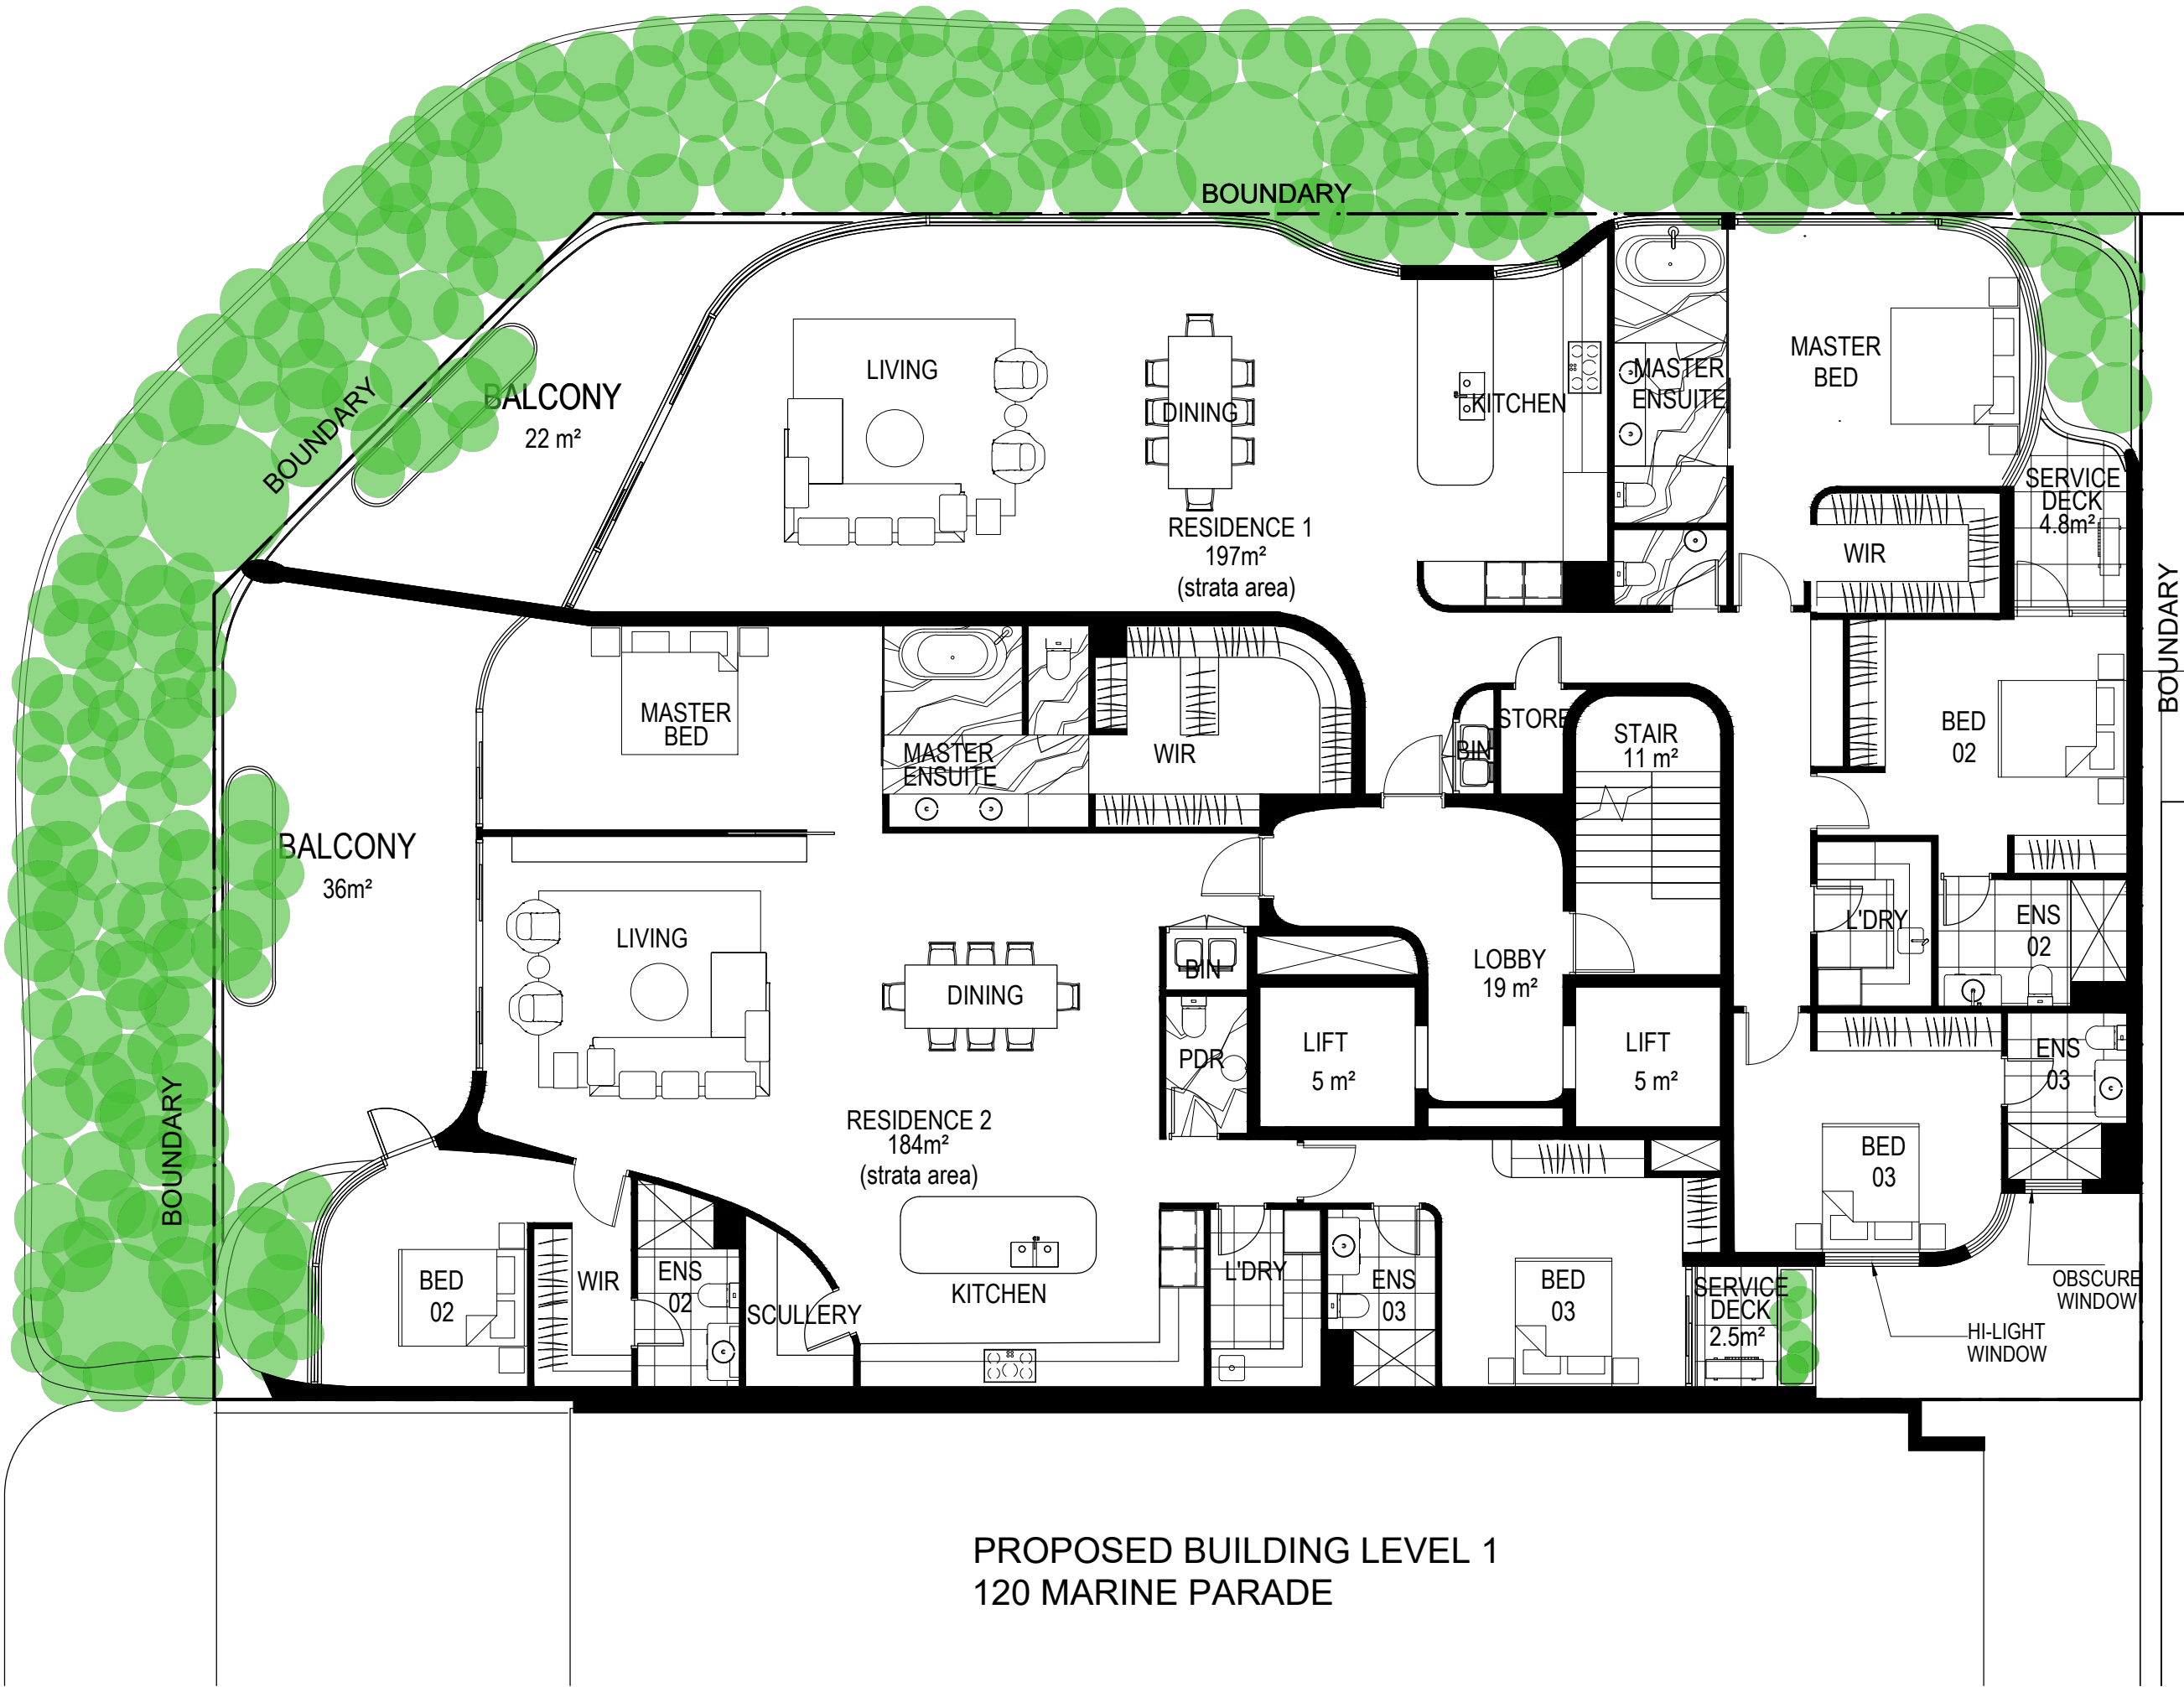 BOUNDARY
LIVING
MASTER
BED
BALCONY
22 m²
BOUNDARY
DINING
KITCHEN
MASTER
ENSUITE
SERVICE
DECK
4.8m²
RESIDENCE 1
197m²
(strata area)
WIR
BOUNDARY
MASTER
BED
MASTER
ENSUITE
WIR
BIN
STORE
STAIR
11 m²
BED
02
BALCONY
36m²
LIVING
DINING
BIN
LOBBY
19 m²
L'DRY
ENS
02
PDR
LIFT
5 m²
LIFT
5 m²
ENS
03
BOUNDARY
RESIDENCE 2
184m²
(strata area)
BED
03
BED
02
WIR
ENS
02
SCULLERY
KITCHEN
L'DRY
ENS
03
BED
03
SERVICE
DECK
2.5m²
OBSCURE
WINDOW
HI-LIGHT
WINDOW
PROPOSED BUILDING LEVEL 1
120 MARINE PARADE